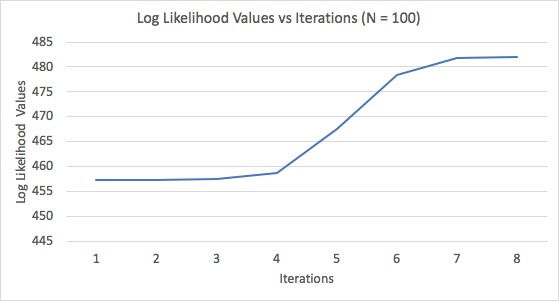 Log Likelihood Values vs Iterations (N = 100)
485
480
475
470
465
460
455
450
445
Log Likelihood Values
1 2 3 4 5 6 7 8
Iterations